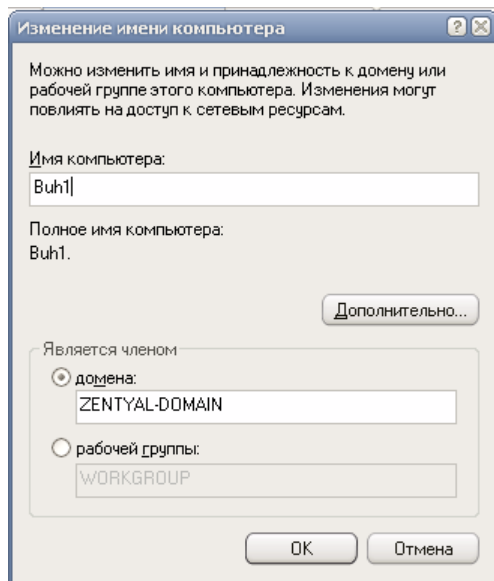 Изменение имени компьютера
Можно изменить имя и принадлежность к домену или
рабочей группе этого компьютера. Изменения могут
повлиять на доступ к сетевым ресурсам.
Имя компьютера:
Buh1
Полное имя компьютера:
Buh1.
Дополнительно...
Является членом
домена:
ZENTYAL-DOMAIN
рабочей группы:
WORKGROUP
OK Отмена